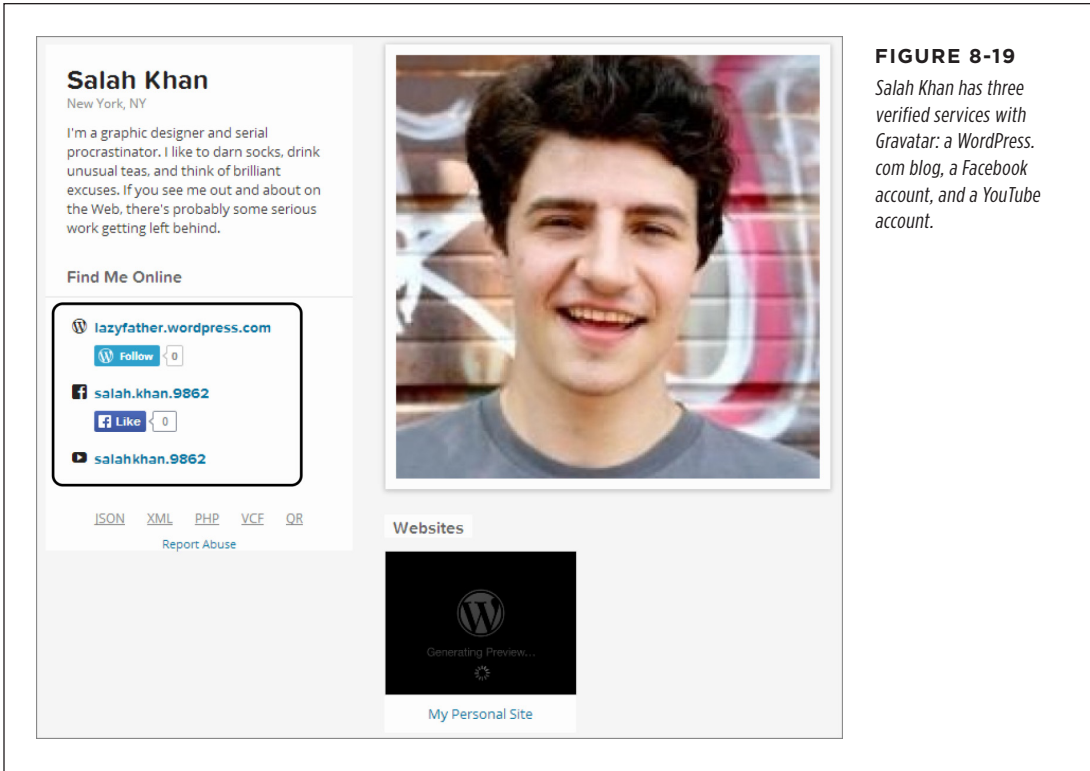 Salah Khan
New York, NY
I'm a graphic designer and serial
procrastinator. I like to darn socks, drink
unusual teas, and think of brilliant
excuses. If you see me out and about on
the Web, there's probably some serious
work getting left behind.
Find Me Online
lazyfather.wordpress.com
Follow 0
salah.khan.9862
Like 0
salahkhan.9862
JSON XML PHP VCF QR
Report Abuse
Websites
Generating Preview...
My Personal Site
FIGURE 8-19
Salah Khan has three
verified services with
Gravatar: a WordPress.
com blog, a Facebook
account, and a YouTube
account.